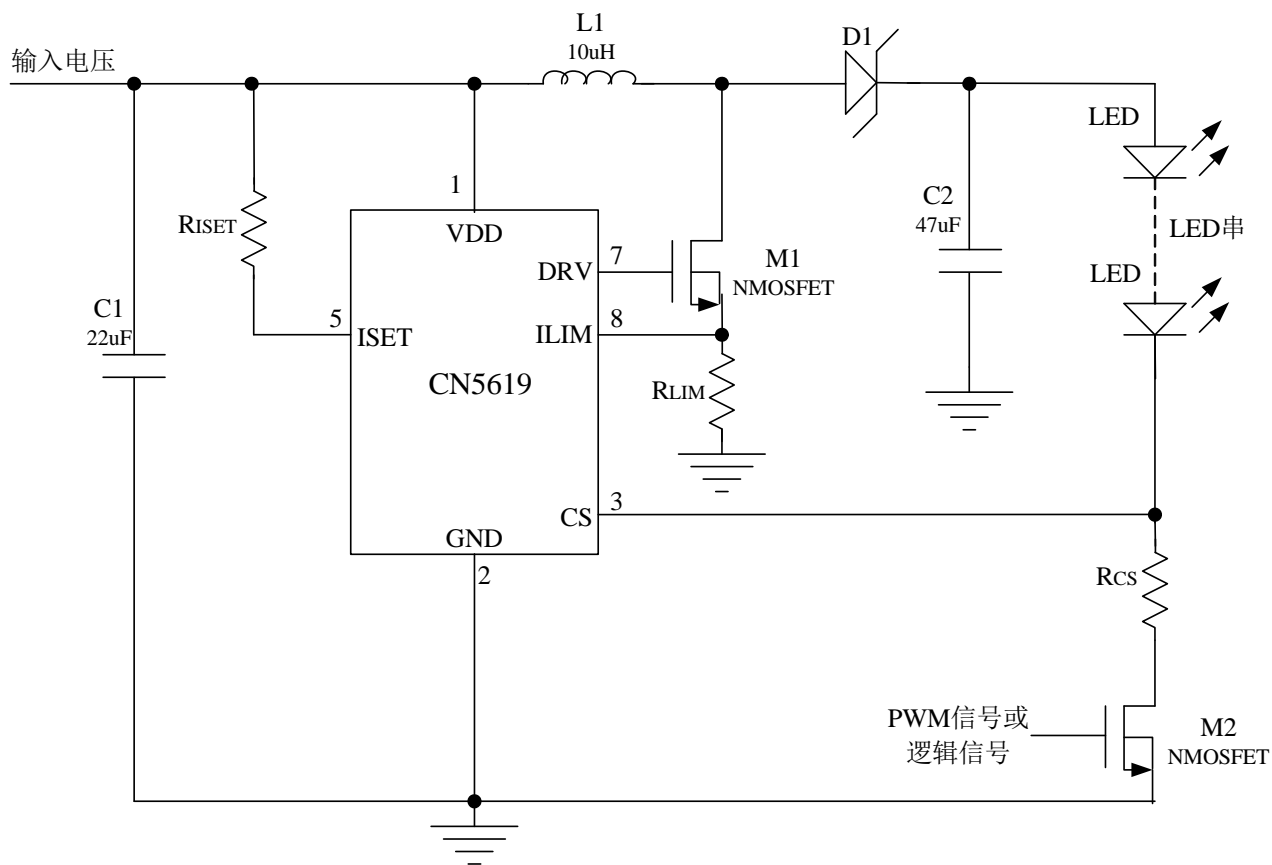 L1
10uH
D1
输入电压
LED
1
RISET
VDD
C2
47uF
LED串
DRV
7
M1
NMOSFET
LED
C1
22uF
5
ISET
ILIM
8
CN5619
RLIM
CS
3
GND
2
RCS
PWM信号或
逻辑信号
M2
NMOSFET